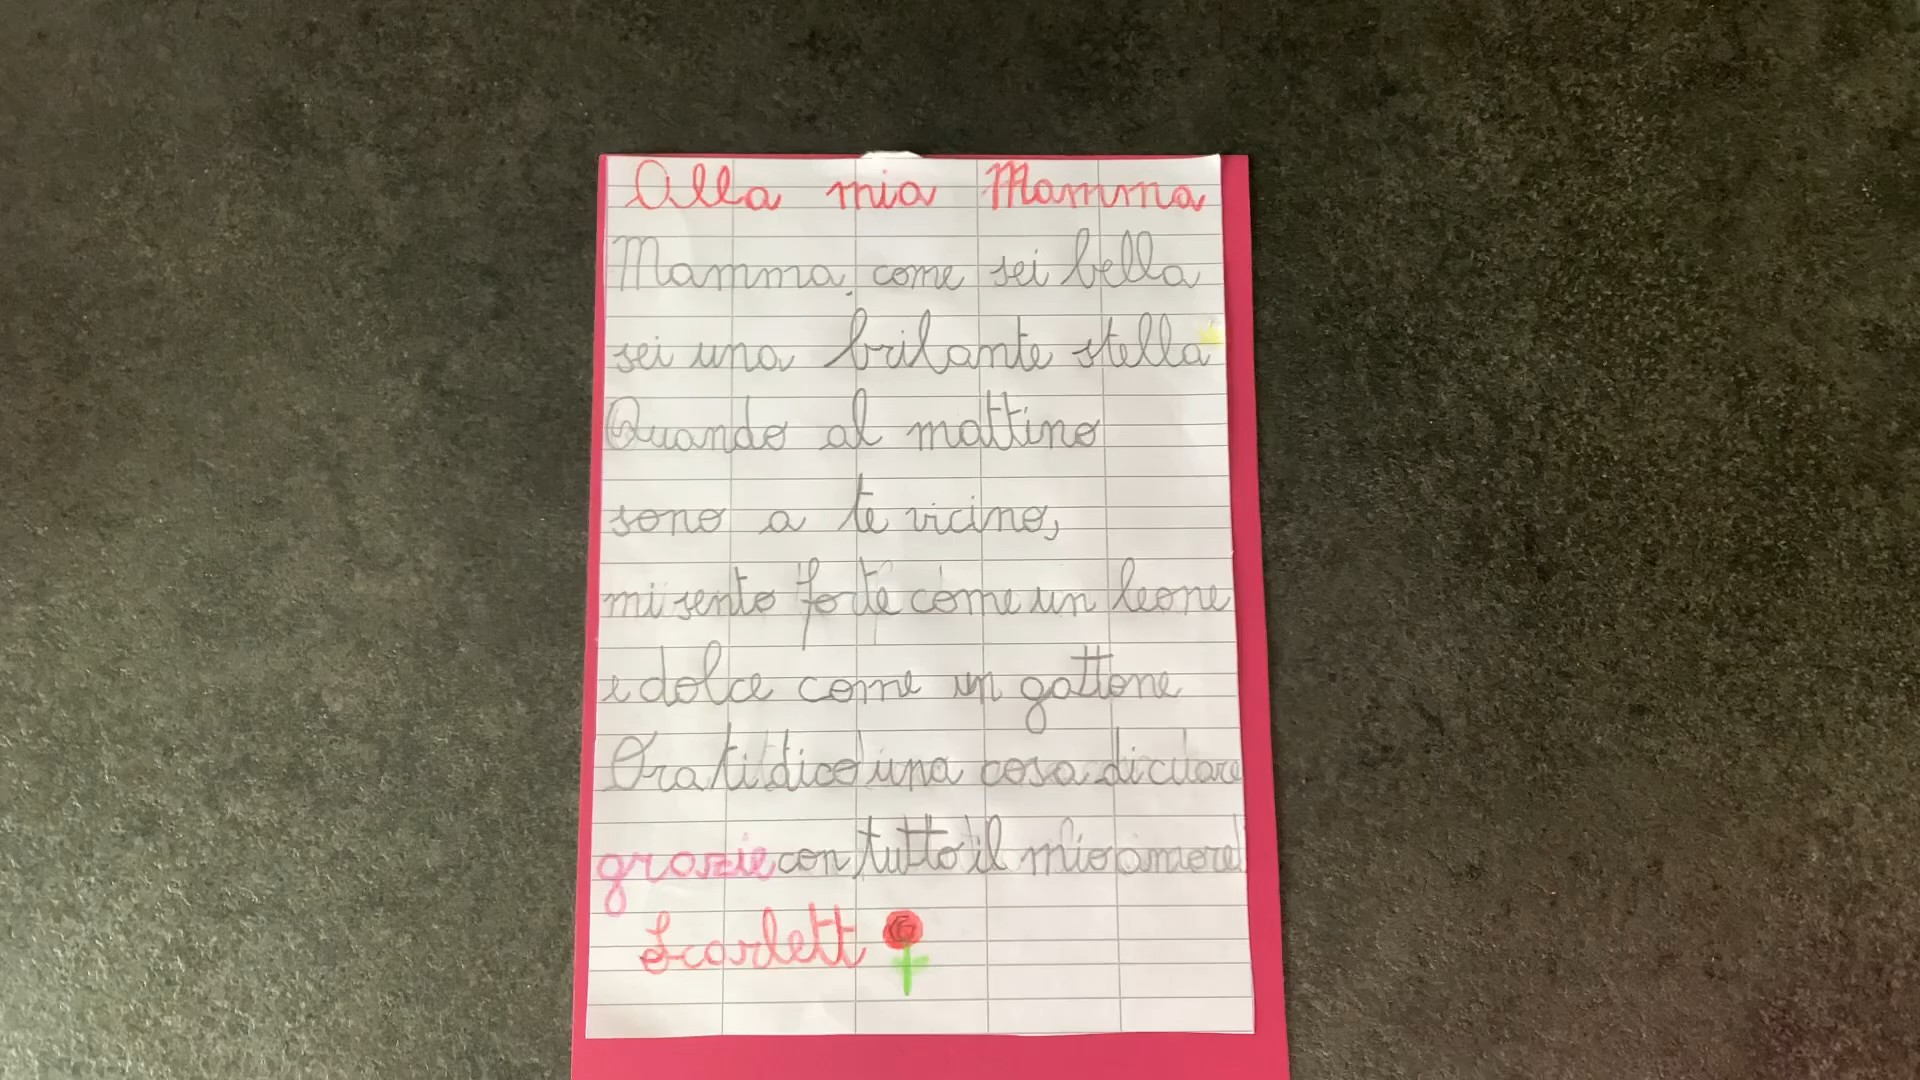 Alla mia Mamma
Mamma, come sei bella
sei una brilante stella
Quando al mattino
sono a te vicino,
mi sento forte come un leone
e dolce come un gattone
Ora ti dico una cosa di cuore
grazie con tutto il mio amore
Scarlett